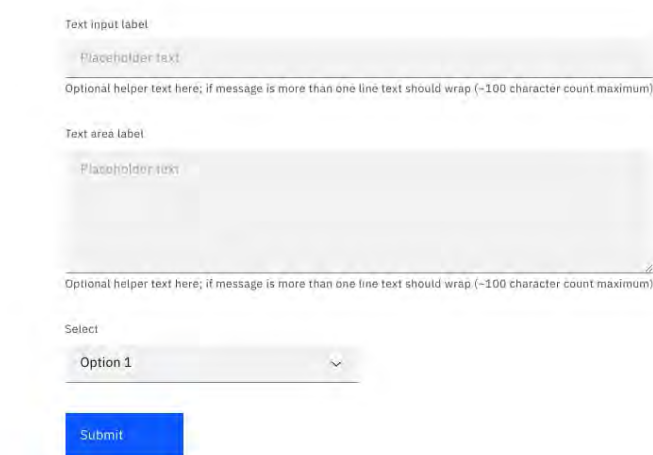 Text input label
Placeholder text
Optional helper text here; if message is more than one line text should wrap (~100 character count maximum)
Text area label
Placeholder text
Optional helper text here; if message is more than one line text should wrap (~100 character count maximum)
Select
Option 1
Submit